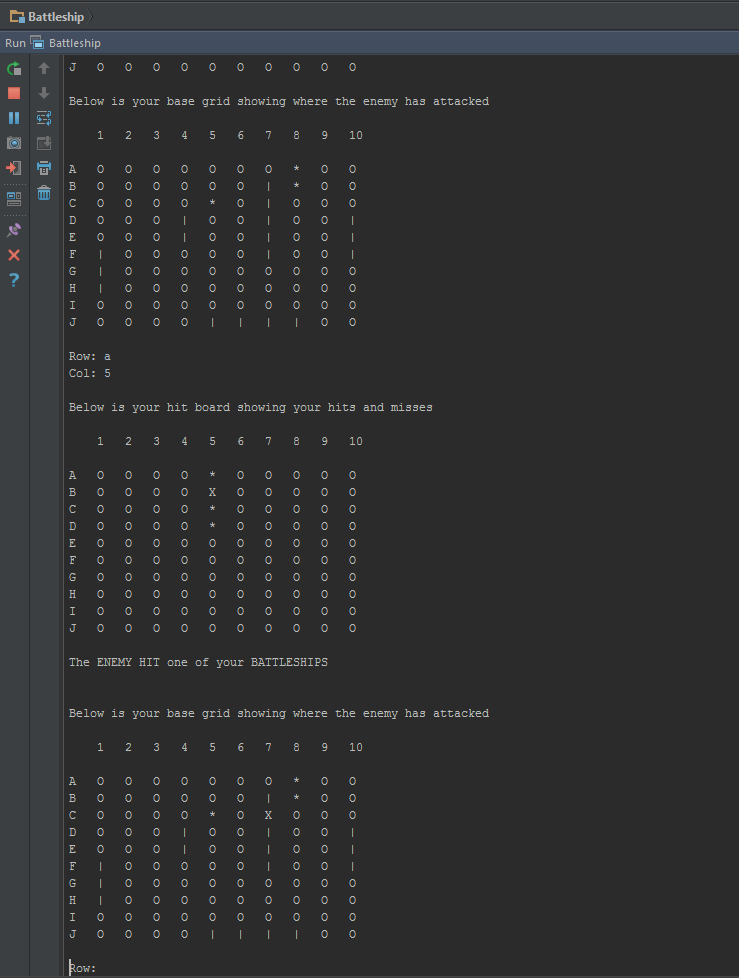 Battleship
Run Battleship
J O O O O O O O O O O
Below is your base grid showing where the enemy has attacked
1 2 3 4 5 6 7 8 9 10
A O O O O O O O * O O
B O O O O O O | * O O
C O O O O * O | O O O
D O O O | O O | O O |
E O O O | O O | O O |
F | O O O O O | O O |
G | O O O O O O O O O
H | O O O O O O O O O
I O O O O O O O O O O
J O O O O | | | | O O
Row: a
Col: 5
Below is your hit board showing your hits and misses
1 2 3 4 5 6 7 8 9 10
A O O O O * O O O O O
B O O O O X O O O O O
C O O O O * O O O O O
D O O O O * O O O O O
E O O O O O O O O O O
F O O O O O O O O O O
G O O O O O O O O O O
H O O O O O O O O O O
I O O O O O O O O O O
J O O O O O O O O O O
The ENEMY HIT one of your BATTLESHIPS
Below is your base grid showing where the enemy has attacked
1 2 3 4 5 6 7 8 9 10
A O O O O O O O * O O
B O O O O O O | * O O
C O O O O * O X O O O
D O O O | O O | O O |
E O O O | O O | O O |
F | O O O O O | O O |
G | O O O O O O O O O
H | O O O O O O O O O
I O O O O O O O O O O
J O O O O | | | | O O
Row: